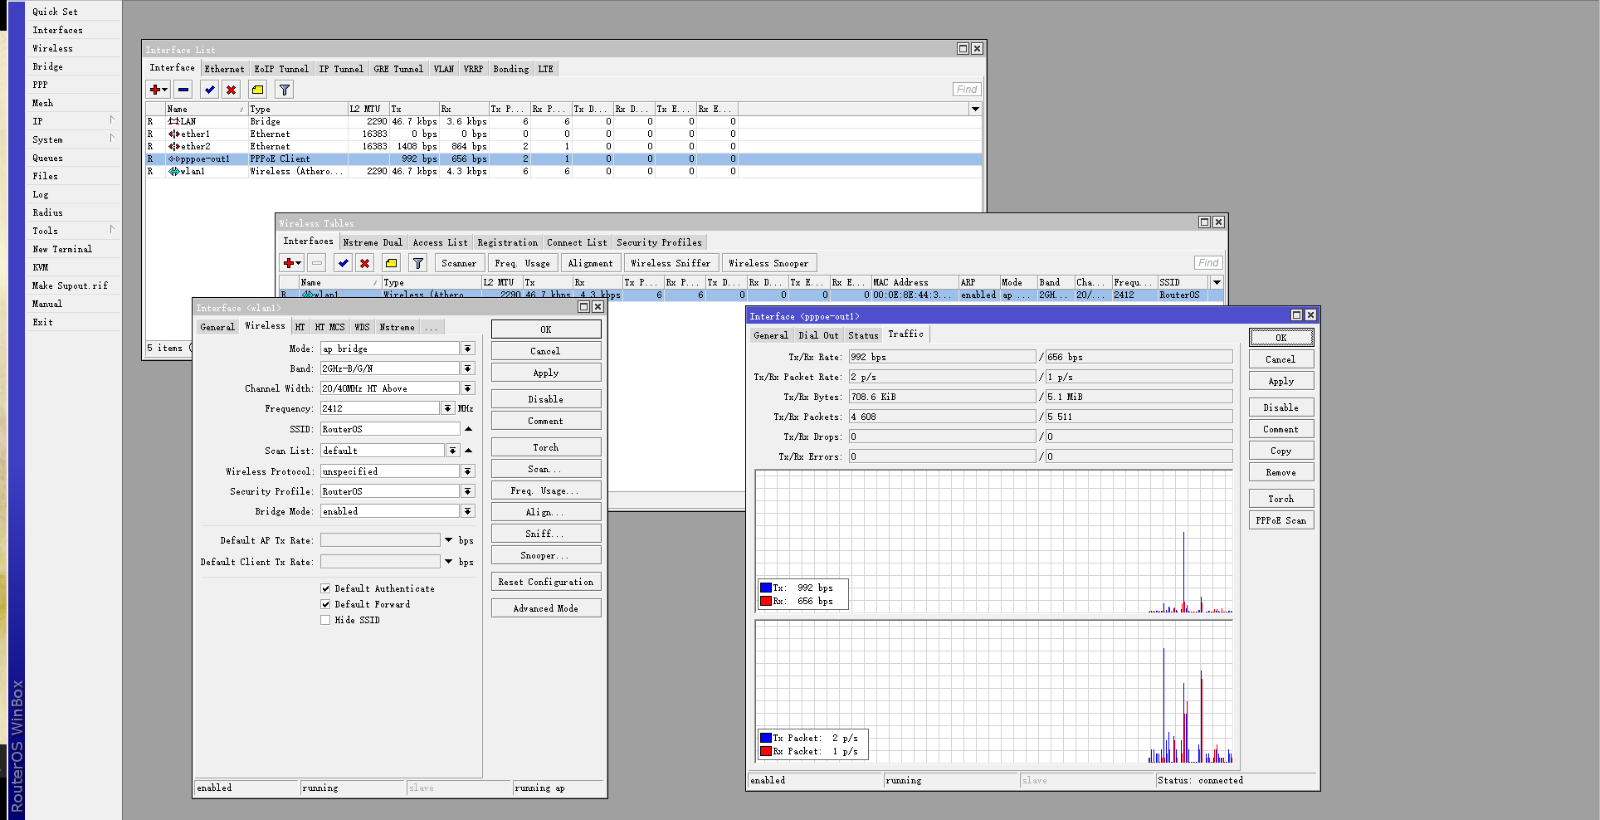 Quick Set
Interfaces
Wireless
Bridge
PPP
Mesh
IP
System
Queues
Files
Log
Radius
Tools
New Terminal
KVM
Make Supout.rif
Manual
Exit
RouterOS WinBox
Interface List
Interface Ethernet EoIP Tunnel IP Tunnel GRE Tunnel VLAN VRRP Bonding LTE
Find
Name / Type L2 MTU Tx Rx Tx P... Rx P... Tx D... Rx D... Tx E... Rx E...
R LAN Bridge 2290 46.7 kbps 3.6 kbps 6 6 0 0 0 0
R ether1 Ethernet 16383 0 bps 0 bps 0 0 0 0 0 0
R ether2 Ethernet 16383 1408 bps 864 bps 2 1 0 0 0 0
R pppoe-out1 PPPoE Client 992 bps 656 bps 2 1 0 0 0 0
R wlan1 Wireless (Athero... 2290 46.7 kbps 4.3 kbps 6 6 0 0 0 0
5 items (
Wireless Tables
Interfaces Nstreme Dual Access List Registration Connect List Security Profiles
Scanner Freq. Usage Alignment Wireless Sniffer Wireless Snooper Find
Name / Type L2 MTU Tx Rx Tx P... Rx P... Tx D... Rx D... Tx E... Rx E... MAC Address ARP Mode Band Cha... Frequ... SSID
R wlan1 Wireless (Athero... 2290 46.7 kbps 4.3 kbps 6 6 0 0 0 0 00:0E:8E:44:3... enabled ap ... 2GH... 20/... 2412 RouterOS
Interface <wlan1>
General Wireless HT HT MCS WDS Nstreme ...
Mode: ap bridge
Band: 2GHz-B/G/N
Channel Width: 20/40MHz HT Above
Frequency: 2412 MHz
SSID: RouterOS
Scan List: default
Wireless Protocol: unspecified
Security Profile: RouterOS
Bridge Mode: enabled
Default AP Tx Rate: bps
Default Client Tx Rate: bps
Default Authenticate
Default Forward
Hide SSID
OK
Cancel
Apply
Disable
Comment
Torch
Scan...
Freq. Usage...
Align...
Sniff...
Snooper...
Reset Configuration
Advanced Mode
enabled running slave running ap
Interface <pppoe-out1>
General Dial Out Status Traffic
Tx/Rx Rate: 992 bps / 656 bps
Tx/Rx Packet Rate: 2 p/s / 1 p/s
Tx/Rx Bytes: 708.6 KiB / 5.1 MiB
Tx/Rx Packets: 4 608 / 5 511
Tx/Rx Drops: 0 / 0
Tx/Rx Errors: 0 / 0
Tx: 992 bps
Rx: 656 bps
Tx Packet: 2 p/s
Rx Packet: 1 p/s
OK
Cancel
Apply
Disable
Comment
Copy
Remove
Torch
PPPoE Scan
enabled running slave Status: connected